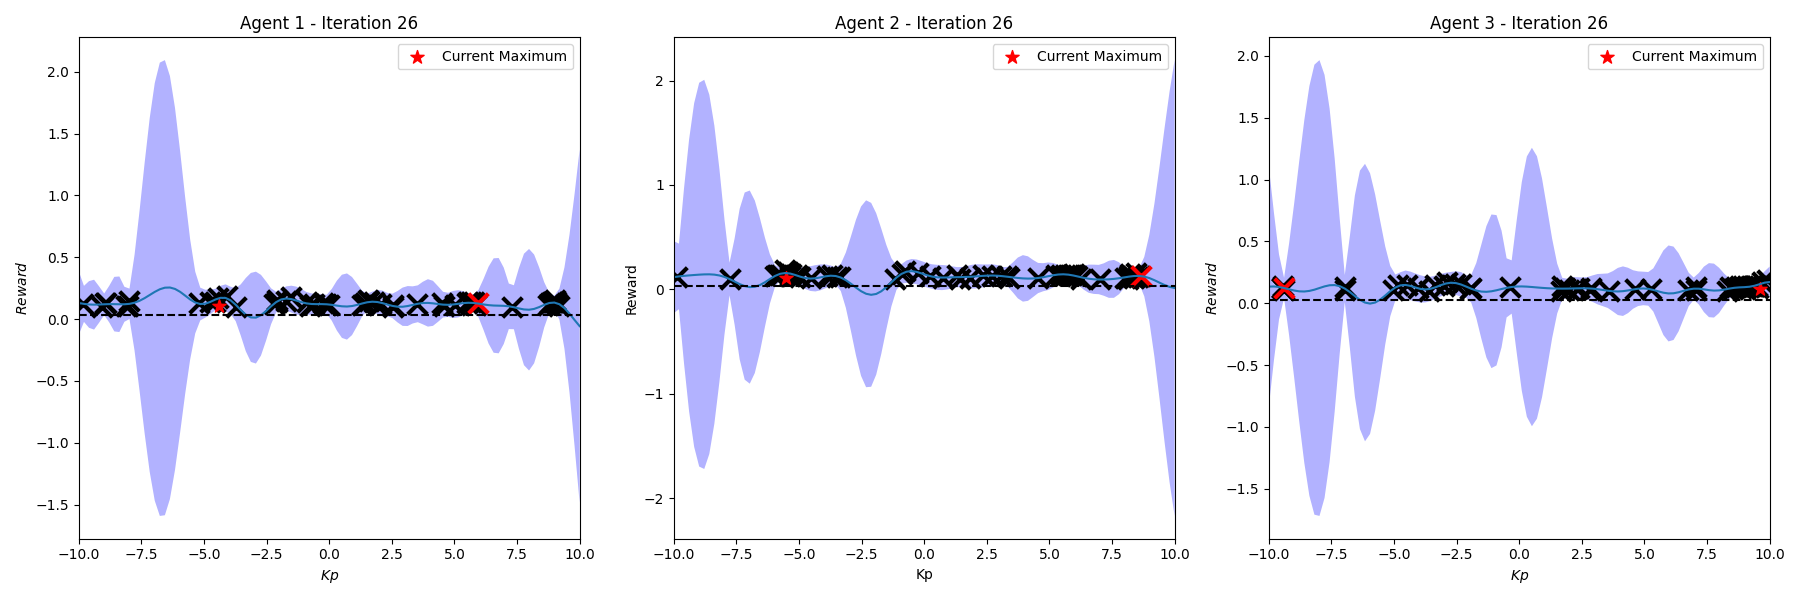 Agent 1 - Iteration 26
Current Maximum
2.0
1.5
1.0
0.5
0.0
−0.5
−1.0
−1.5
Reward
−10.0 −7.5 −5.0 −2.5 0.0 2.5 5.0 7.5 10.0
Kp
Agent 2 - Iteration 26
Current Maximum
2
1
0
−1
−2
Reward
−10.0 −7.5 −5.0 −2.5 0.0 2.5 5.0 7.5 10.0
Kp
Agent 3 - Iteration 26
Current Maximum
2.0
1.5
1.0
0.5
0.0
−0.5
−1.0
−1.5
Reward
−10.0 −7.5 −5.0 −2.5 0.0 2.5 5.0 7.5 10.0
Kp